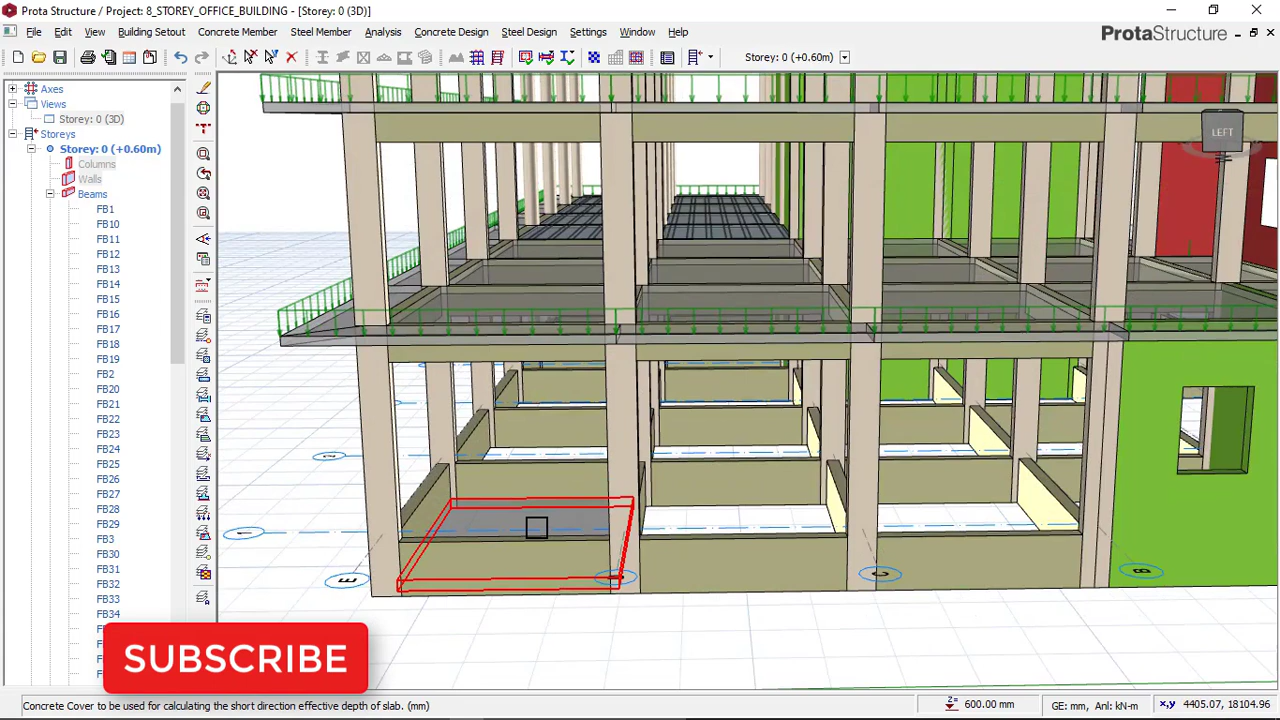 Prota Structure - Project: 8_STOREY_OFFICE_BUILDING - [Storey: 0 (3D)]
File Edit View Building Setout Concrete Member Steel Member Analysis Concrete Design Steel Design Settings Window Help
ProtaStructure
Storey: 0 (+0.60m)
Axes
Views
Storey: 0 (3D)
Storeys
Storey: 0 (+0.60m)
Columns
Walls
Beams
FB1
FB10
FB11
FB12
FB13
FB14
FB15
FB16
FB17
FB18
FB19
FB2
FB20
FB21
FB22
FB23
FB24
FB25
FB26
FB27
FB28
FB29
FB3
FB30
FB31
FB32
FB33
FB34
LEFT
2
1
E
C
B
SUBSCRIBE
Concrete Cover to be used for calculating the short direction effective depth of slab. (mm)
Z= 600.00 mm
GE: mm, Anl: kN-m
x,y 4405.07, 18104.96